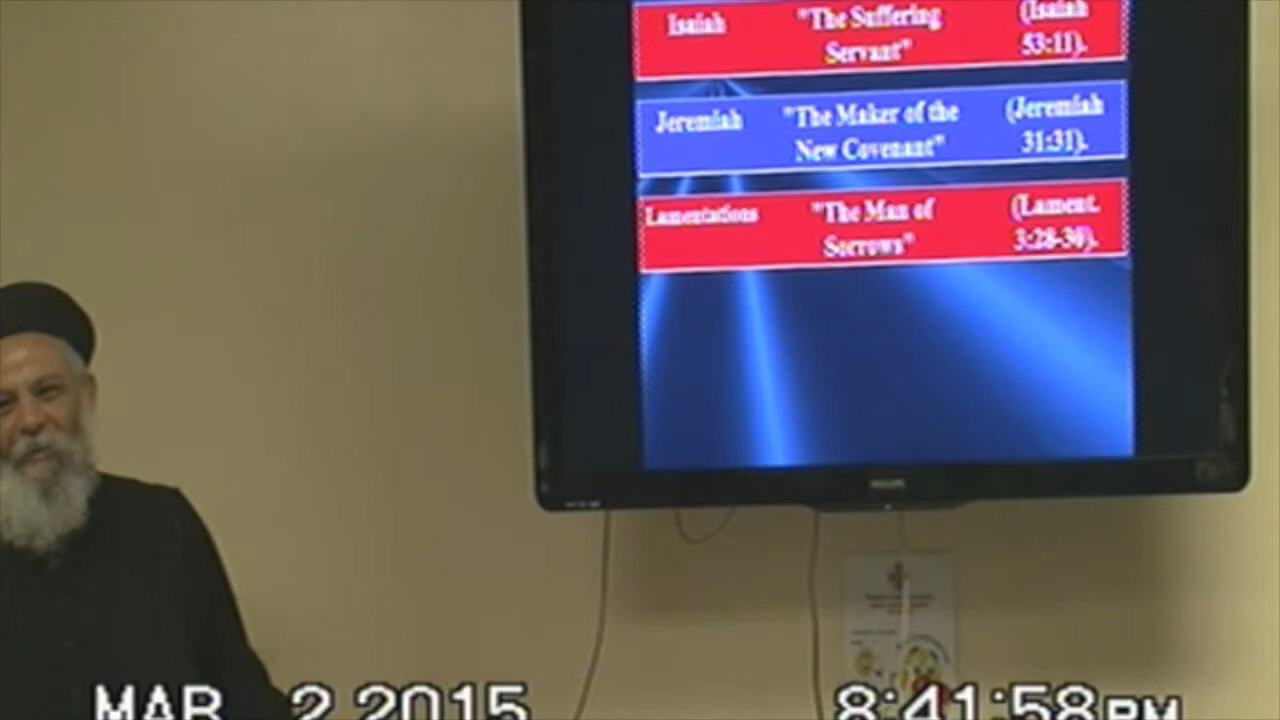 Isaiah "The Suffering (Isaiah
Servant" 53:11).
Jeremiah "The Maker of the (Jeremiah
New Covenant" 31:31).
Lamentations "The Man of (Lament.
Sorrows" 3:28-30).
PHILIPS
MAR. 2 2015 8:41:58PM